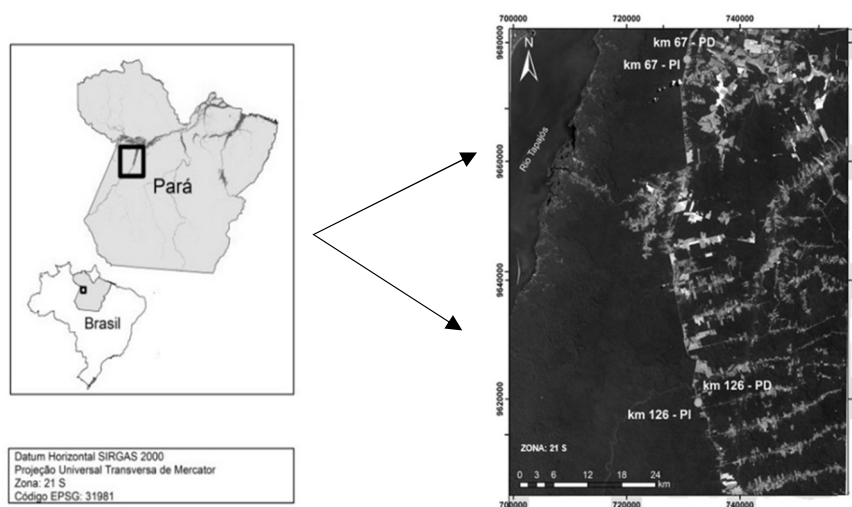 Pará
Brasil
Datum Horizontal SIRGAS 2000
Projeção Universal Transversa de Mercator
Zona: 21 S
Código EPSG: 31981
700000 720000 740000
9680000
9660000
9640000
9620000
N
km 67 - PD
km 67 - PI
Rio Tapajós
km 126 - PD
km 126 - PI
ZONA: 21 S
0 3 6 12 18 24
km
700000 720000 740000